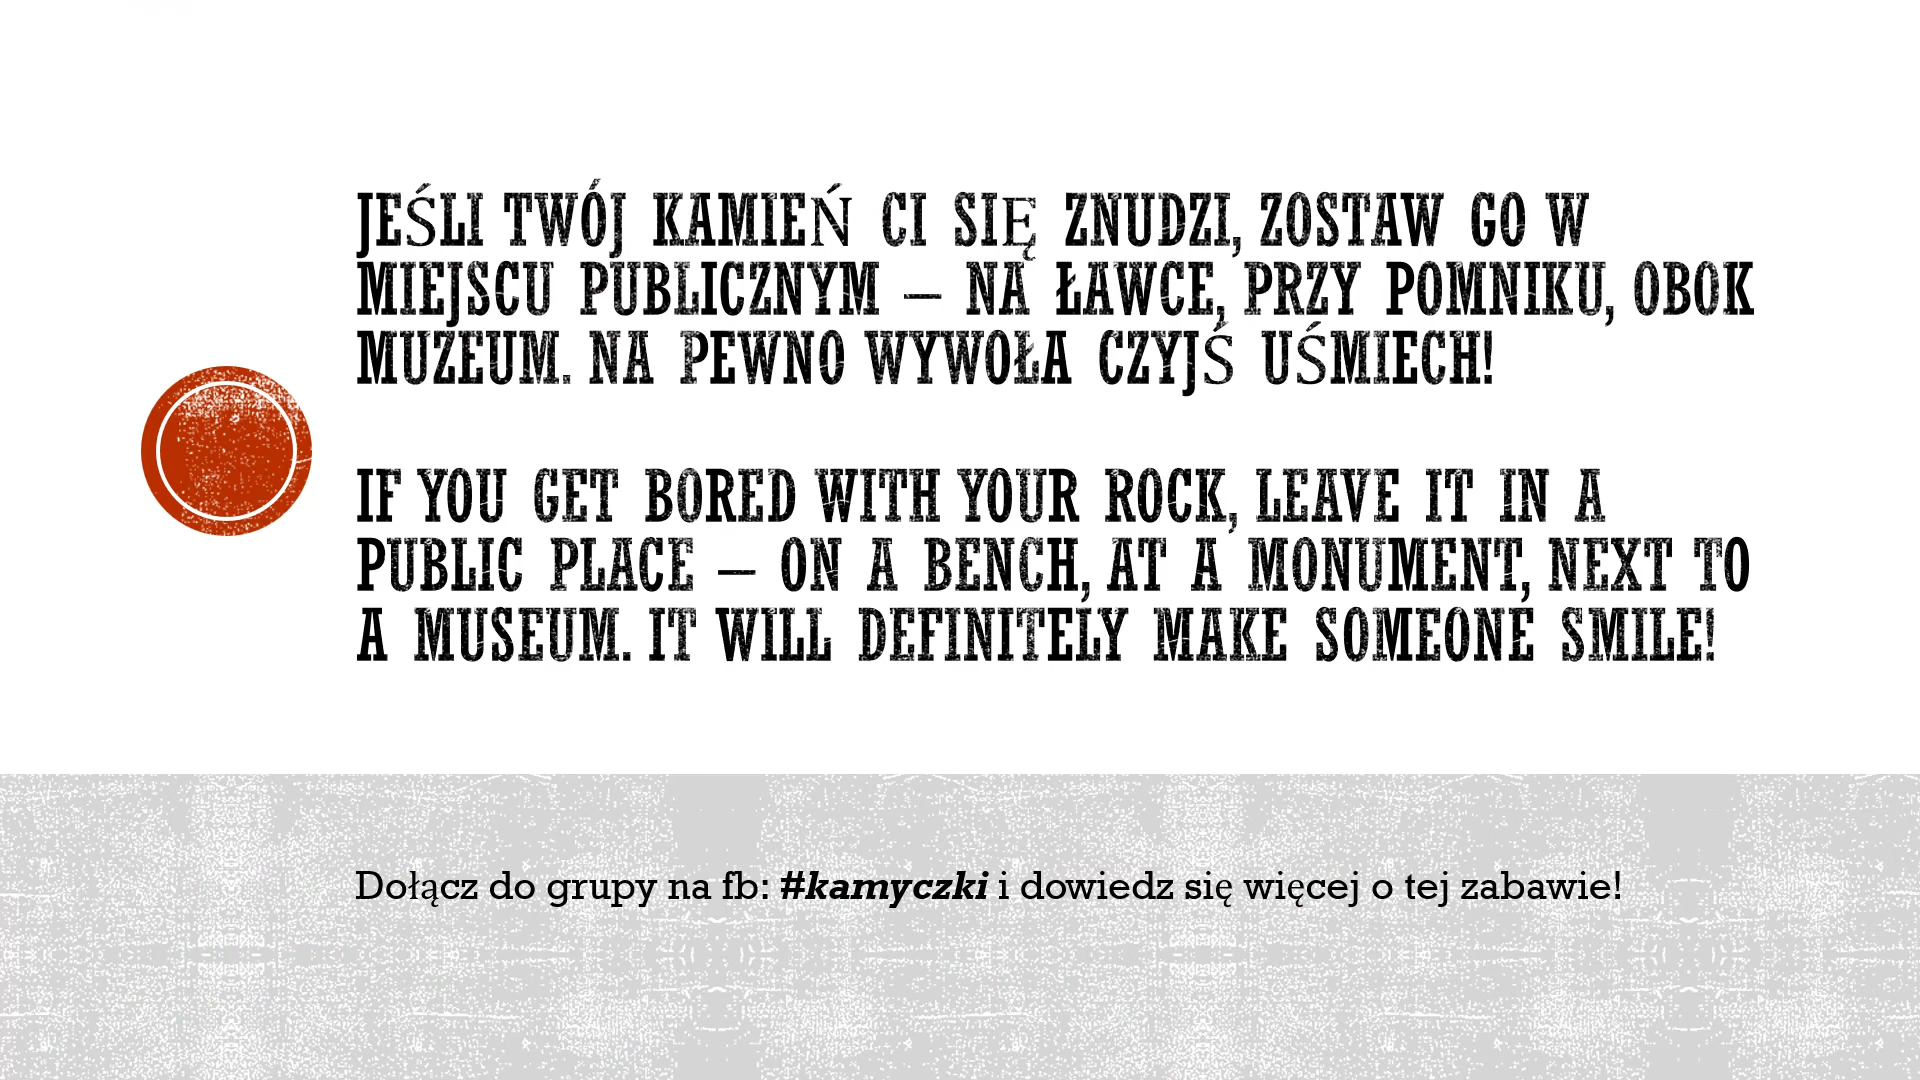 JEŚLI TWÓJ KAMIEŃ CI SIĘ ZNUDZI, ZOSTAW GO W
MIEJSCU PUBLICZNYM – NA ŁAWCE, PRZY POMNIKU, OBOK
MUZEUM. NA PEWNO WYWOŁA CZYJŚ UŚMIECH!
IF YOU GET BORED WITH YOUR ROCK, LEAVE IT IN A
PUBLIC PLACE – ON A BENCH, AT A MONUMENT, NEXT TO
A MUSEUM. IT WILL DEFINITELY MAKE SOMEONE SMILE!
Dołącz do grupy na fb: #kamyczki i dowiedz się więcej o tej zabawie!